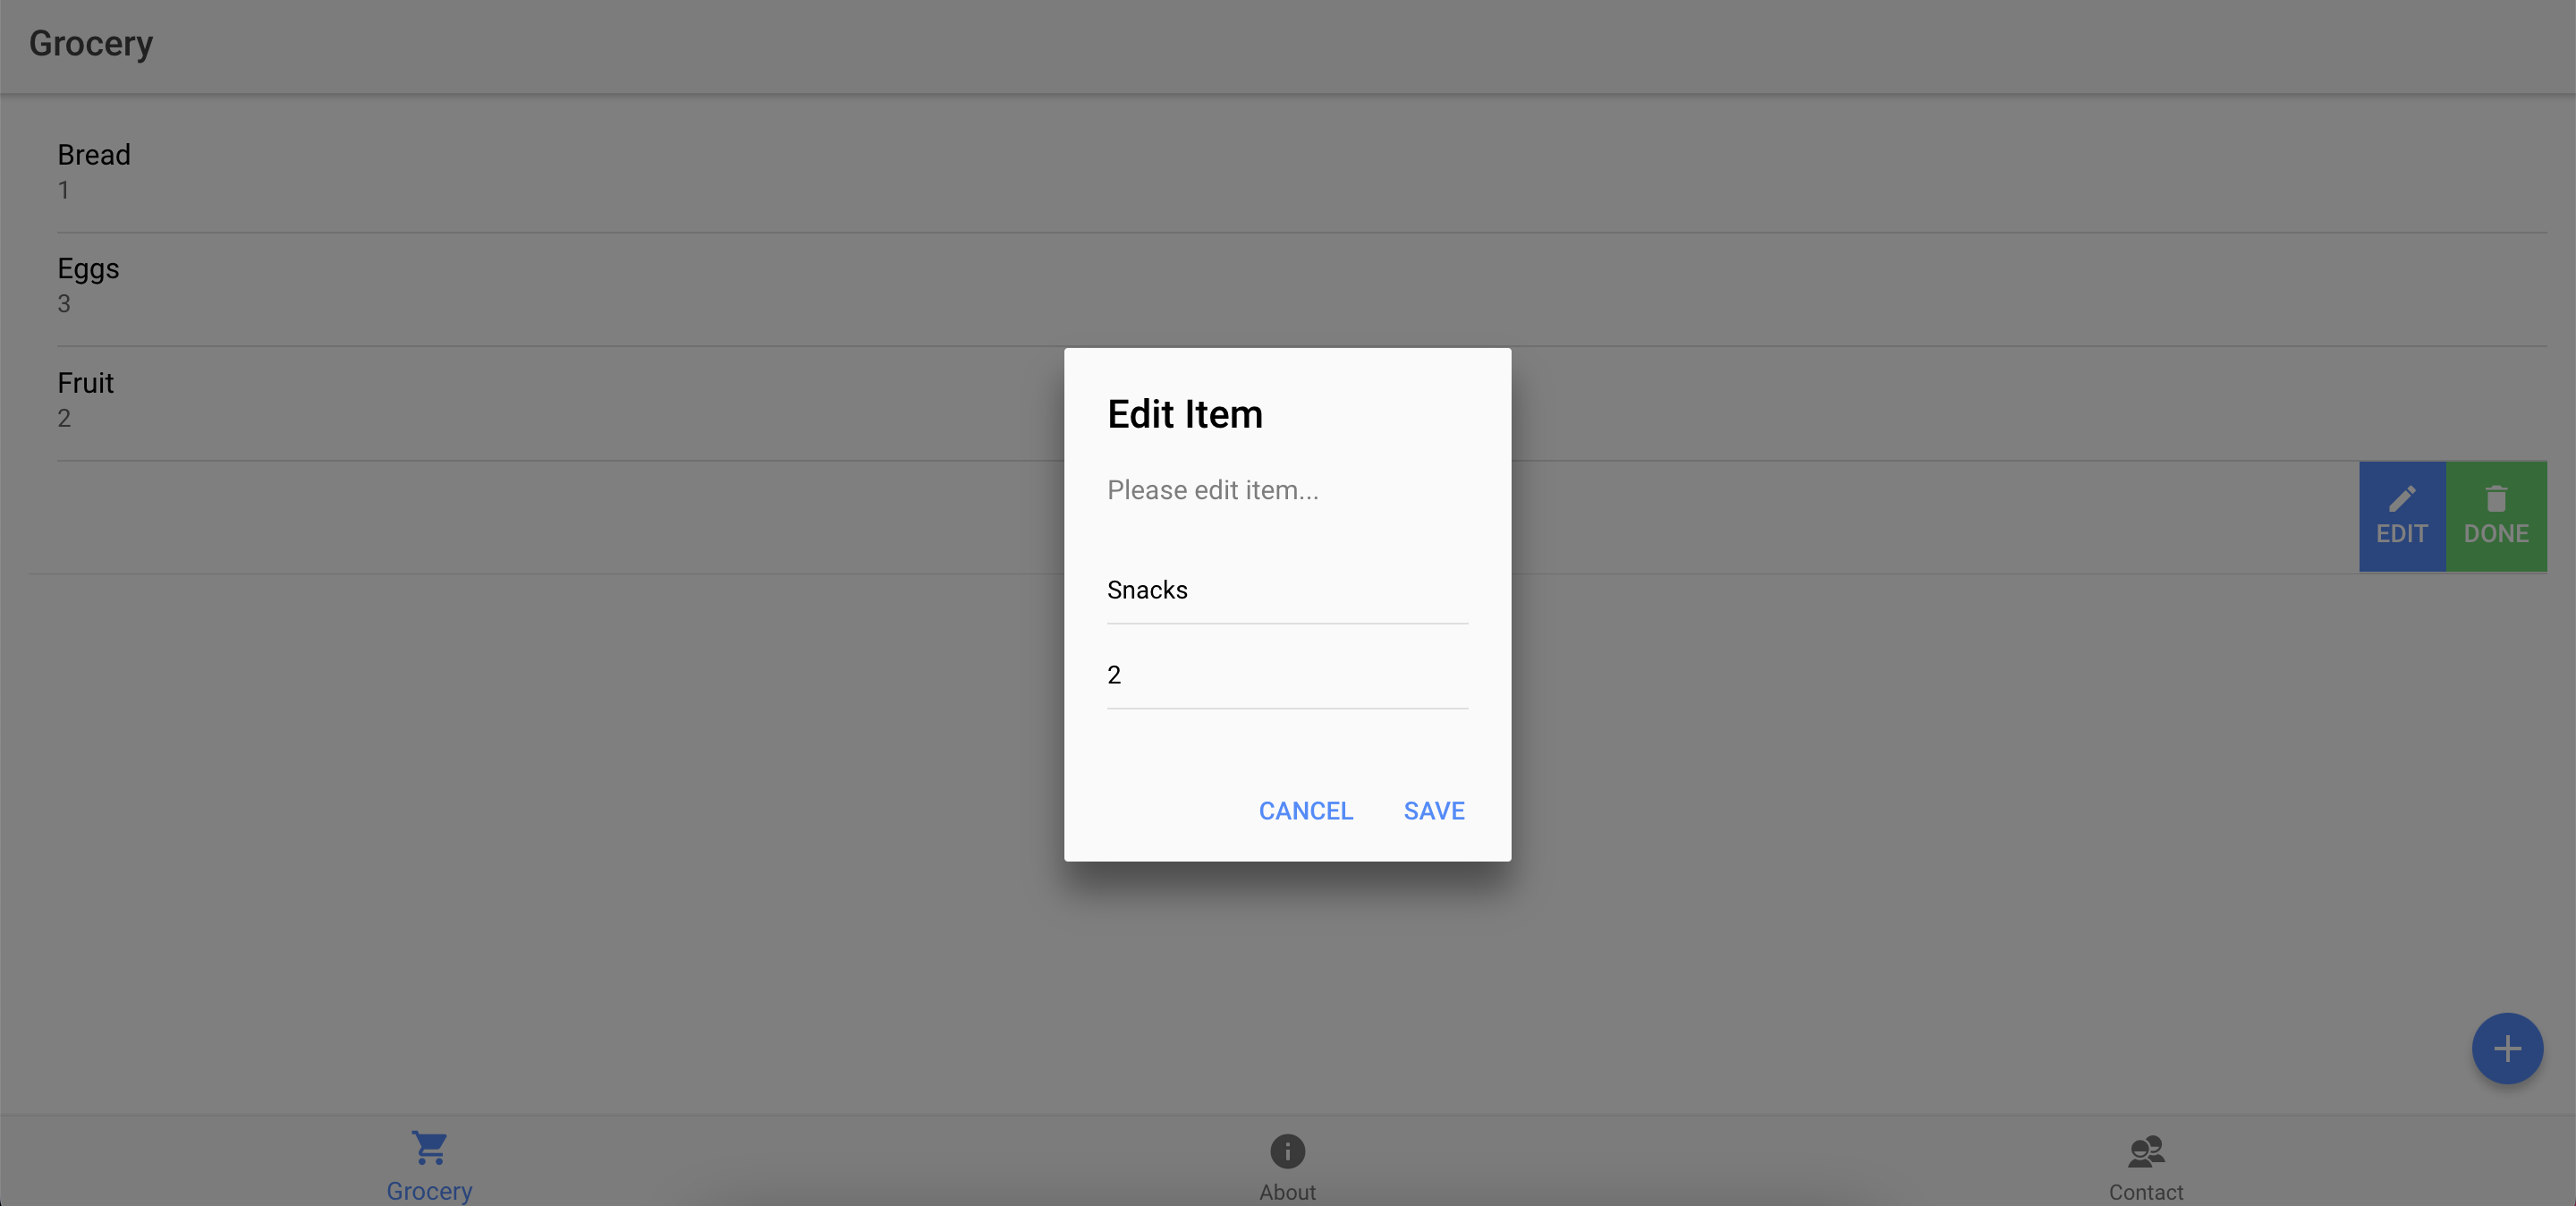 Grocery
Bread
1
Eggs
3
Fruit
2
EDIT
DONE
Edit Item
Please edit item...
Snacks
2
CANCEL
SAVE
Grocery
About
Contact